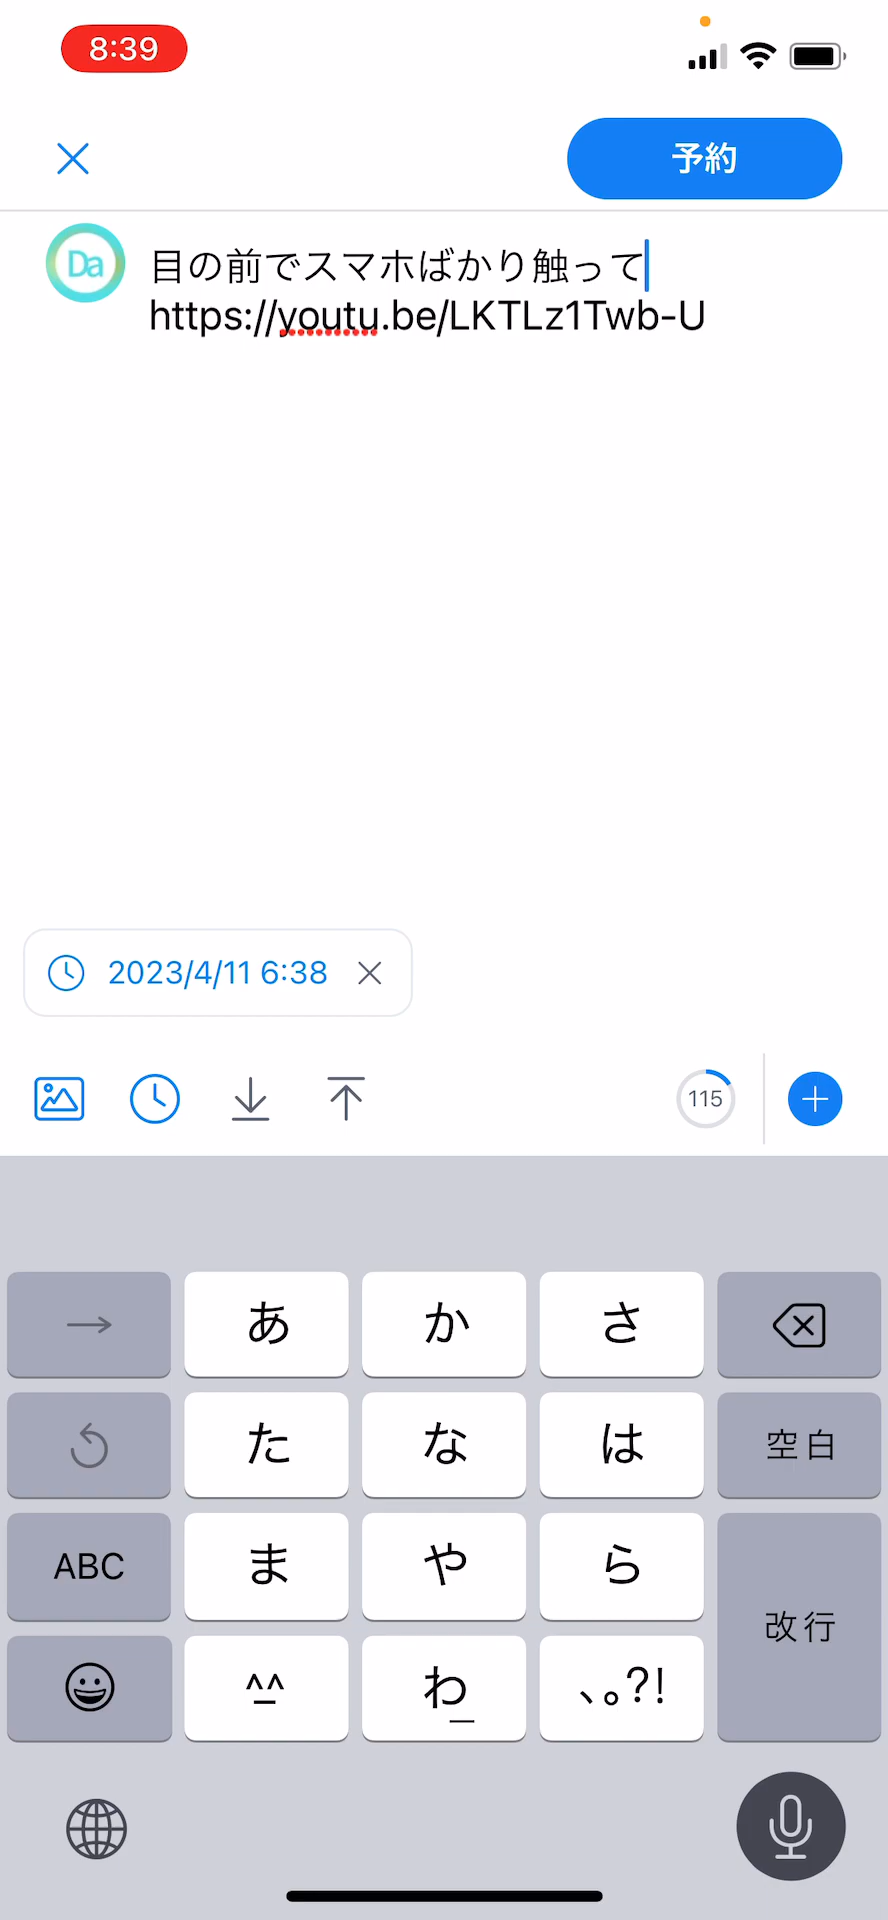 8:39
予約
Da
目の前でスマホばかり触って
https://youtu.be/LKTLz1Twb-U
2023/4/11 6:38
115
→ あ か さ
た な は 空白
ABC ま や ら
改行
^^ わ 、。?!